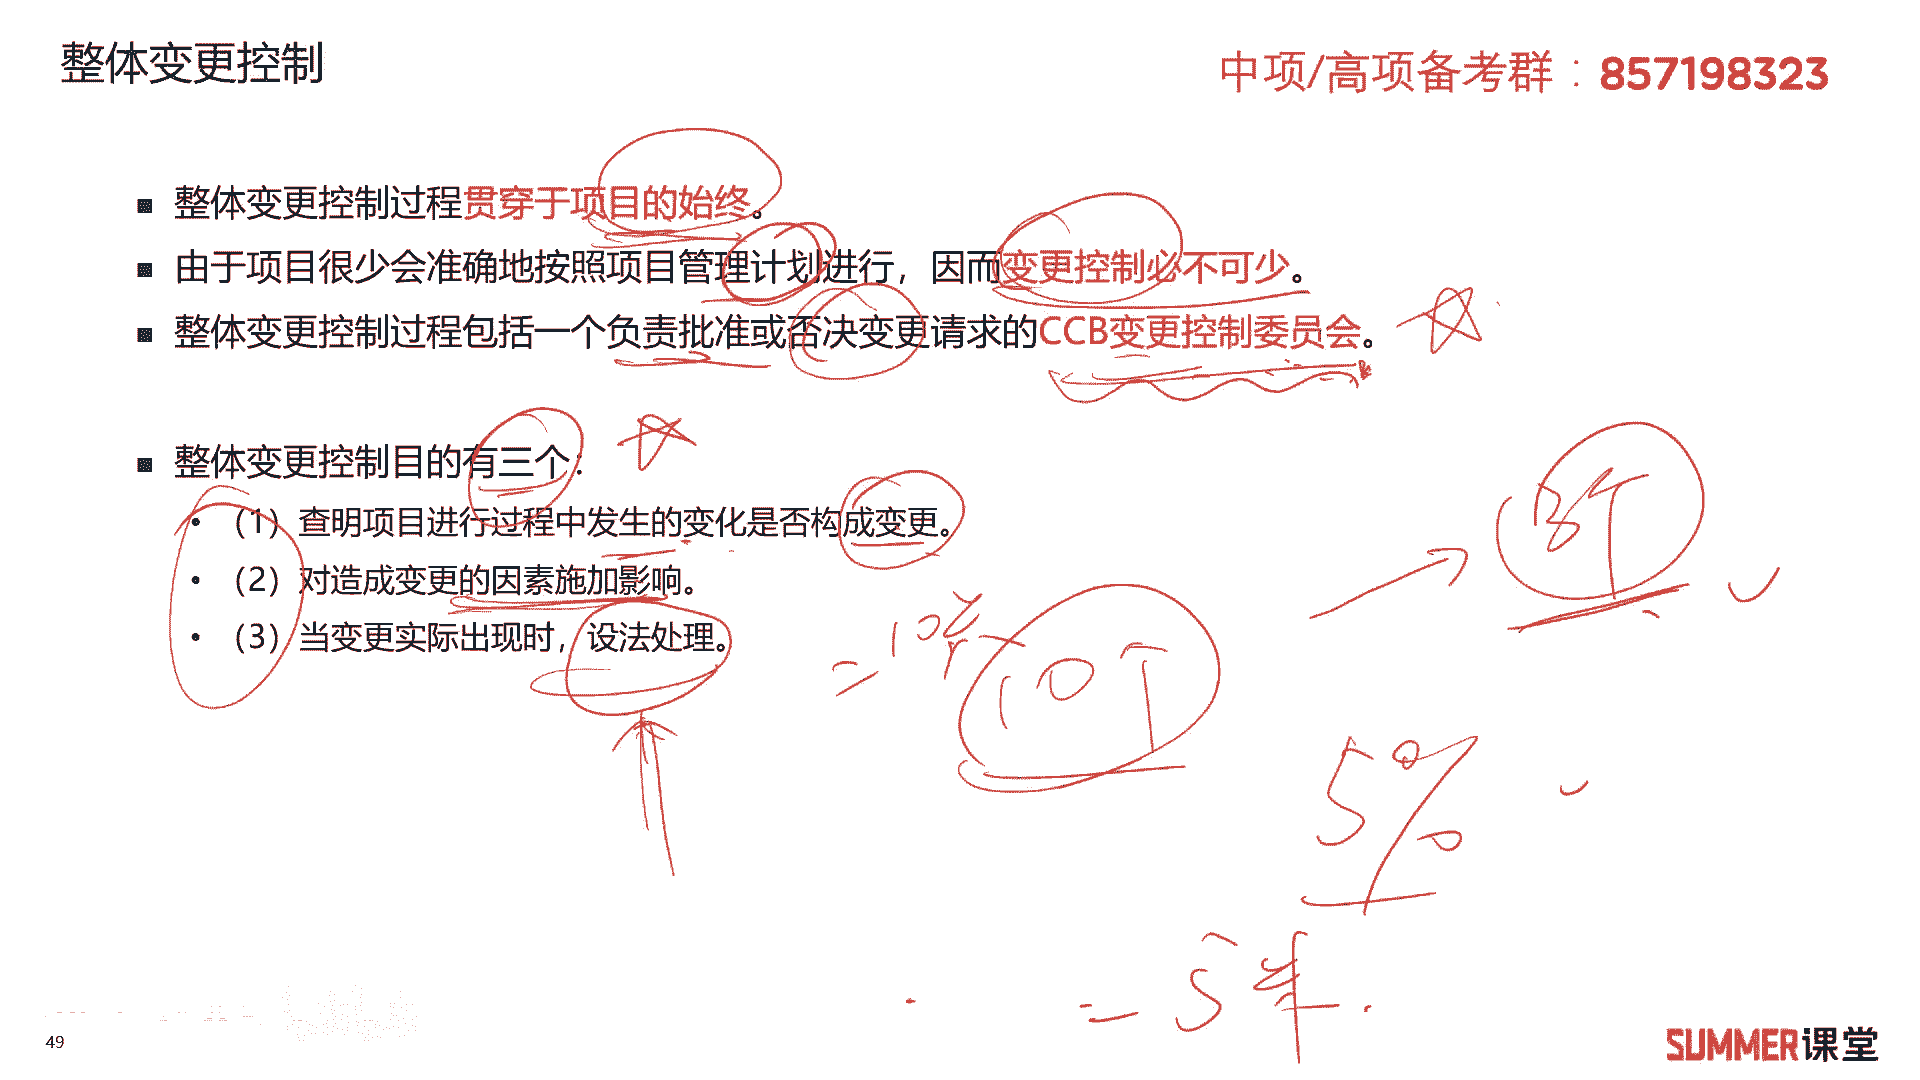 整体变更控制
中项/高项备考群：857198323
■ 整体变更控制过程贯穿于项目的始终。
■ 由于项目很少会准确地按照项目管理计划进行，因而变更控制必不可少。
■ 整体变更控制过程包括一个负责批准或否决变更请求的CCB变更控制委员会。
■ 整体变更控制目的有三个：
• （1）查明项目进行过程中发生的变化是否构成变更。
• （2）对造成变更的因素施加影响。
• （3）当变更实际出现时，设法处理。
10个
5%
49
SUMMER课堂